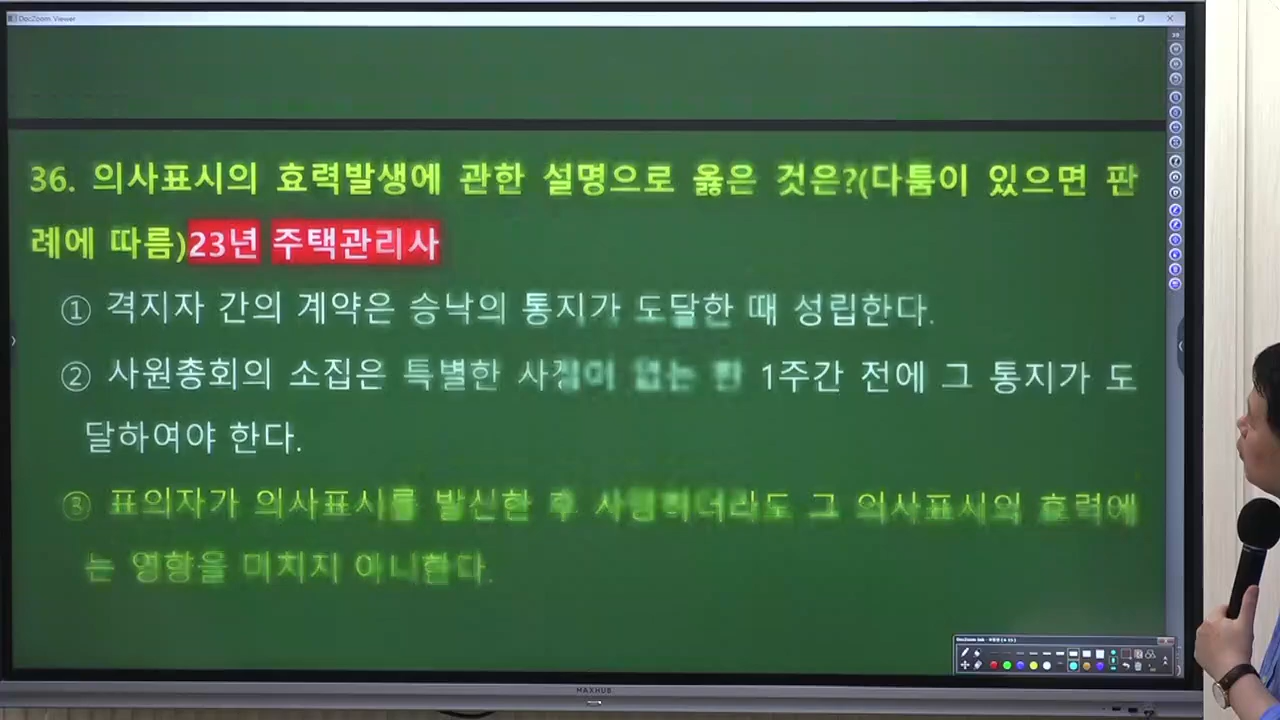 DocZoom Viewer
36. 의사표시의 효력발생에 관한 설명으로 옳은 것은?(다툼이 있으면 판
례에 따름)23년 주택관리사
① 격지자 간의 계약은 승낙의 통지가 도달한 때 성립한다.
② 사원총회의 소집은 특별한 사정이 없는 한 1주간 전에 그 통지가 도
달하여야 한다.
③ 표의자가 의사표시를 발신한 후 사망하더라도 그 의사표시의 효력에
는 영향을 미치지 아니한다.
MAXHUB